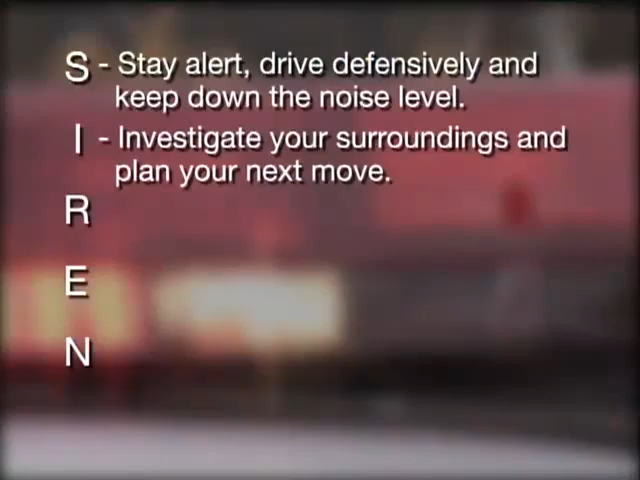 S - Stay alert, drive defensively and
keep down the noise level.
I - Investigate your surroundings and
plan your next move.
R
E
N